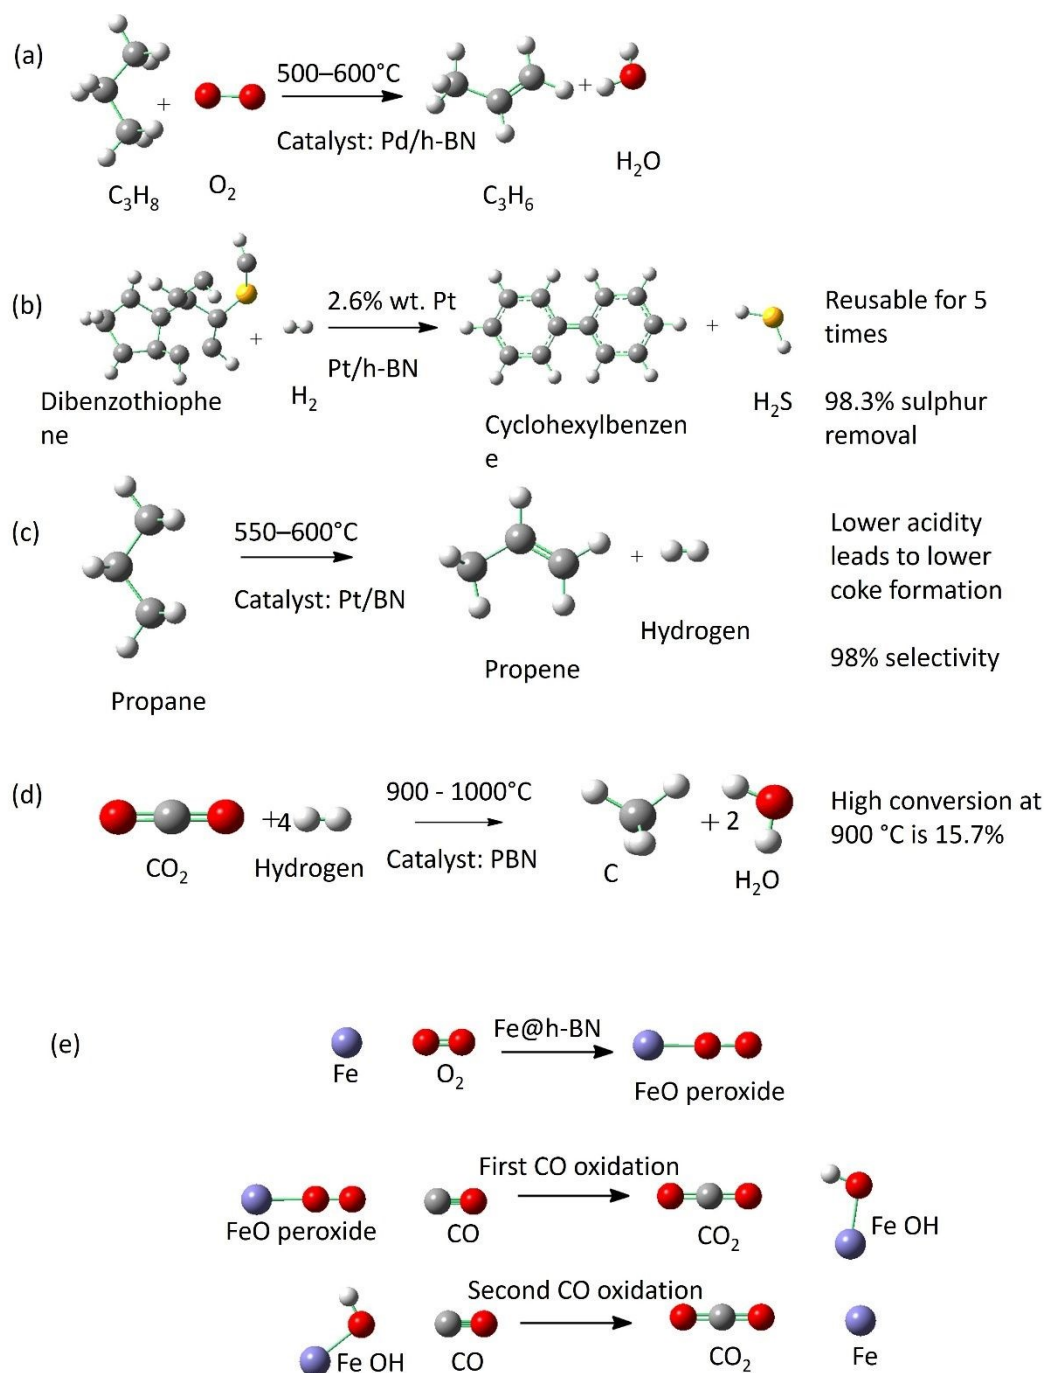 (a)
500–600°C
+
+
Catalyst: Pd/h-BN
C₃H₈
O₂
C₃H₆
H₂O
(b)
2.6% wt. Pt
+
+
Pt/h-BN
Reusable for 5
times
Dibenzothiophe
ne
H₂
Cyclohexylbenzen
e
H₂S
98.3% sulphur
removal
(c)
550–600°C
+
Catalyst: Pt/BN
Lower acidity
leads to lower
coke formation
Propane
Propene
Hydrogen
98% selectivity
(d)
900 - 1000°C
+4
+ 2
Catalyst: PBN
High conversion at
900 °C is 15.7%
CO₂
Hydrogen
C
H₂O
(e)
Fe@h-BN
Fe
O₂
FeO peroxide
First CO oxidation
FeO peroxide
CO
CO₂
Fe OH
Second CO oxidation
Fe OH
CO
CO₂
Fe